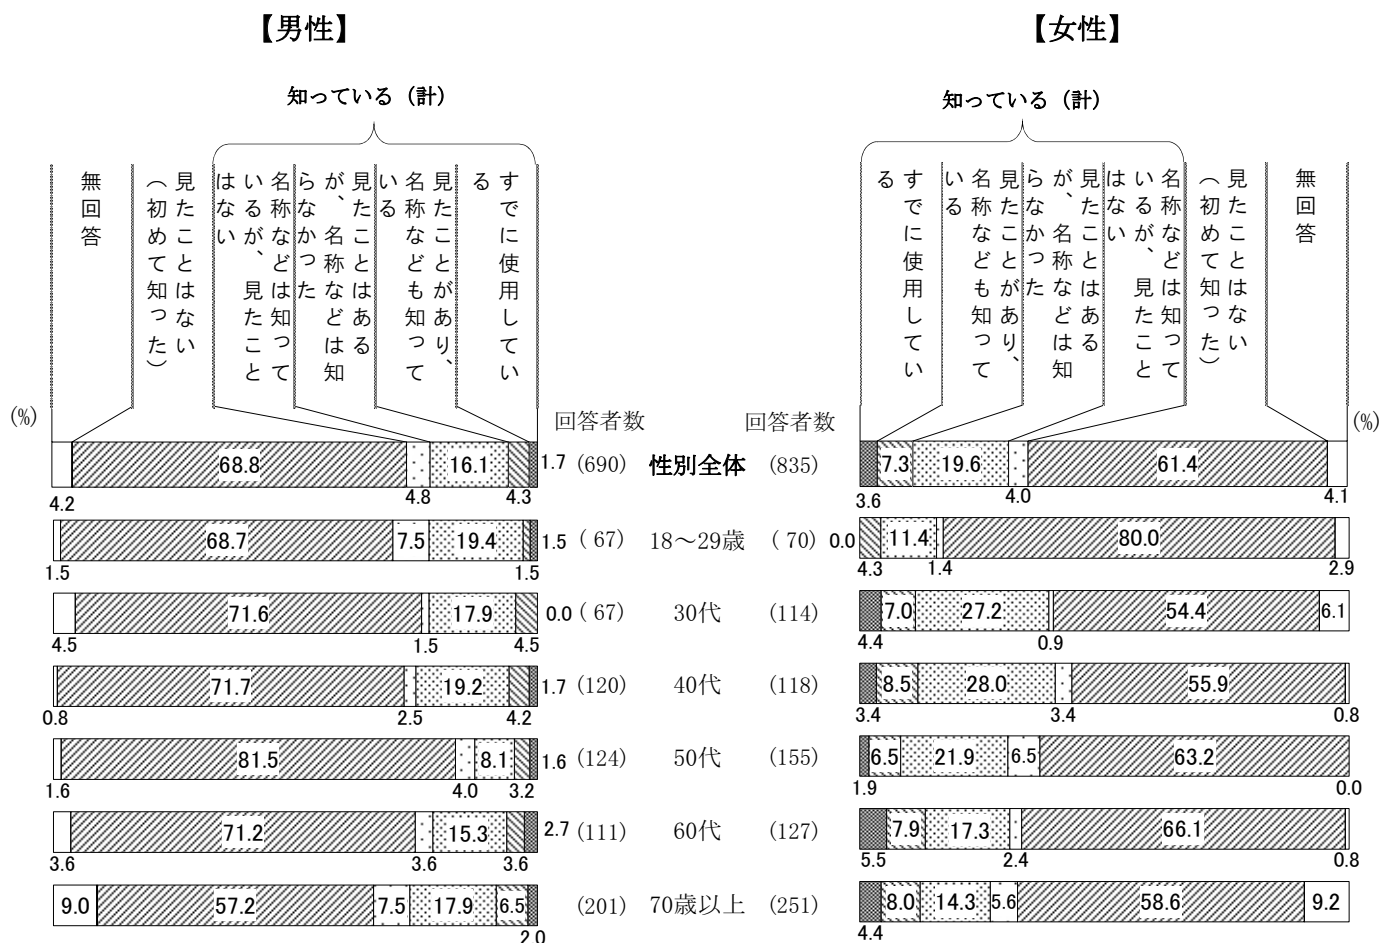 【男性】
【女性】
知っている（計）
知っている（計）
無回答
見たことはない
（初めて知った）
名称などは知って
いるが、見たこと
はない
見たことはある
が、名称などは知
らなかった
見たことがあり、
名称なども知って
いる
すでに使用してい
る
すでに使用してい
る
見たことがあり、
名称なども知って
いる
見たことはある
が、名称などは知
らなかった
名称などは知って
いるが、見たこと
はない
見たことはない
（初めて知った）
無回答
(%)
回答者数
回答者数
(%)
68.8 16.1 1.7 (690) 性別全体 (835) 7.3 19.6 61.4
4.2 4.8 4.3 3.6 4.0 4.1
68.7 7.5 19.4 1.5 ( 67) 18～29歳 ( 70) 0.0 11.4 80.0
1.5 1.5 4.3 1.4 2.9
71.6 17.9 0.0 ( 67) 30代 (114) 7.0 27.2 54.4 6.1
4.5 1.5 4.5 4.4 0.9
71.7 19.2 1.7 (120) 40代 (118) 8.5 28.0 55.9
0.8 2.5 4.2 3.4 3.4 0.8
81.5 8.1 1.6 (124) 50代 (155) 6.5 21.9 6.5 63.2
1.6 4.0 3.2 1.9 0.0
71.2 15.3 2.7 (111) 60代 (127) 7.9 17.3 66.1
3.6 3.6 3.6 5.5 2.4 0.8
9.0 57.2 7.5 17.9 6.5 (201) 70歳以上 (251) 8.0 14.3 5.6 58.6 9.2
2.0 4.4